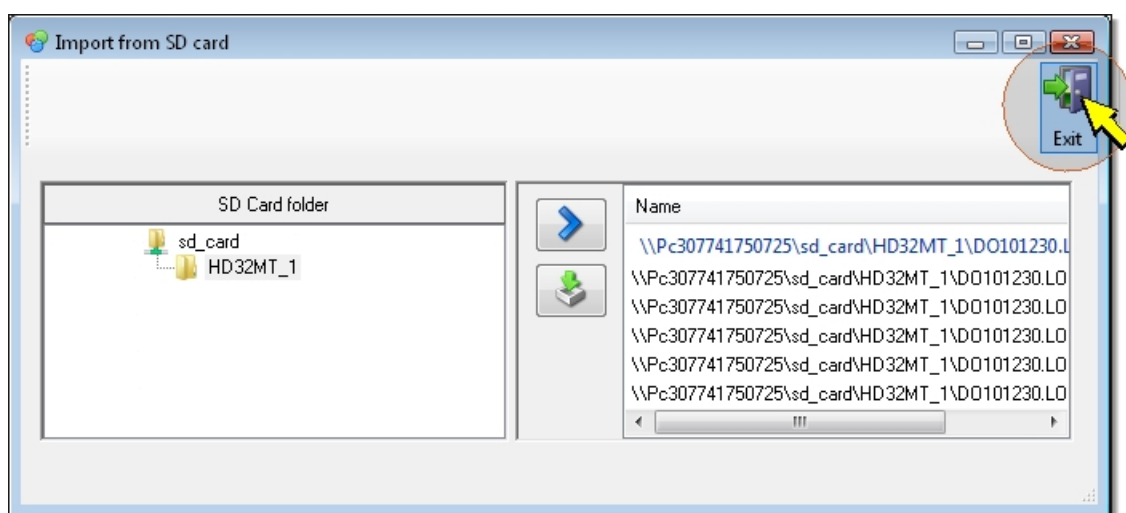 Import from SD card
Exit
SD Card folder
sd_card
HD32MT_1
Name
\\Pc307741750725\sd_card\HD32MT_1\DO101230.L
\\Pc307741750725\sd_card\HD32MT_1\DO101230.LO
\\Pc307741750725\sd_card\HD32MT_1\DO101230.LO
\\Pc307741750725\sd_card\HD32MT_1\DO101230.LO
\\Pc307741750725\sd_card\HD32MT_1\DO101230.LO
\\Pc307741750725\sd_card\HD32MT_1\DO101230.LO